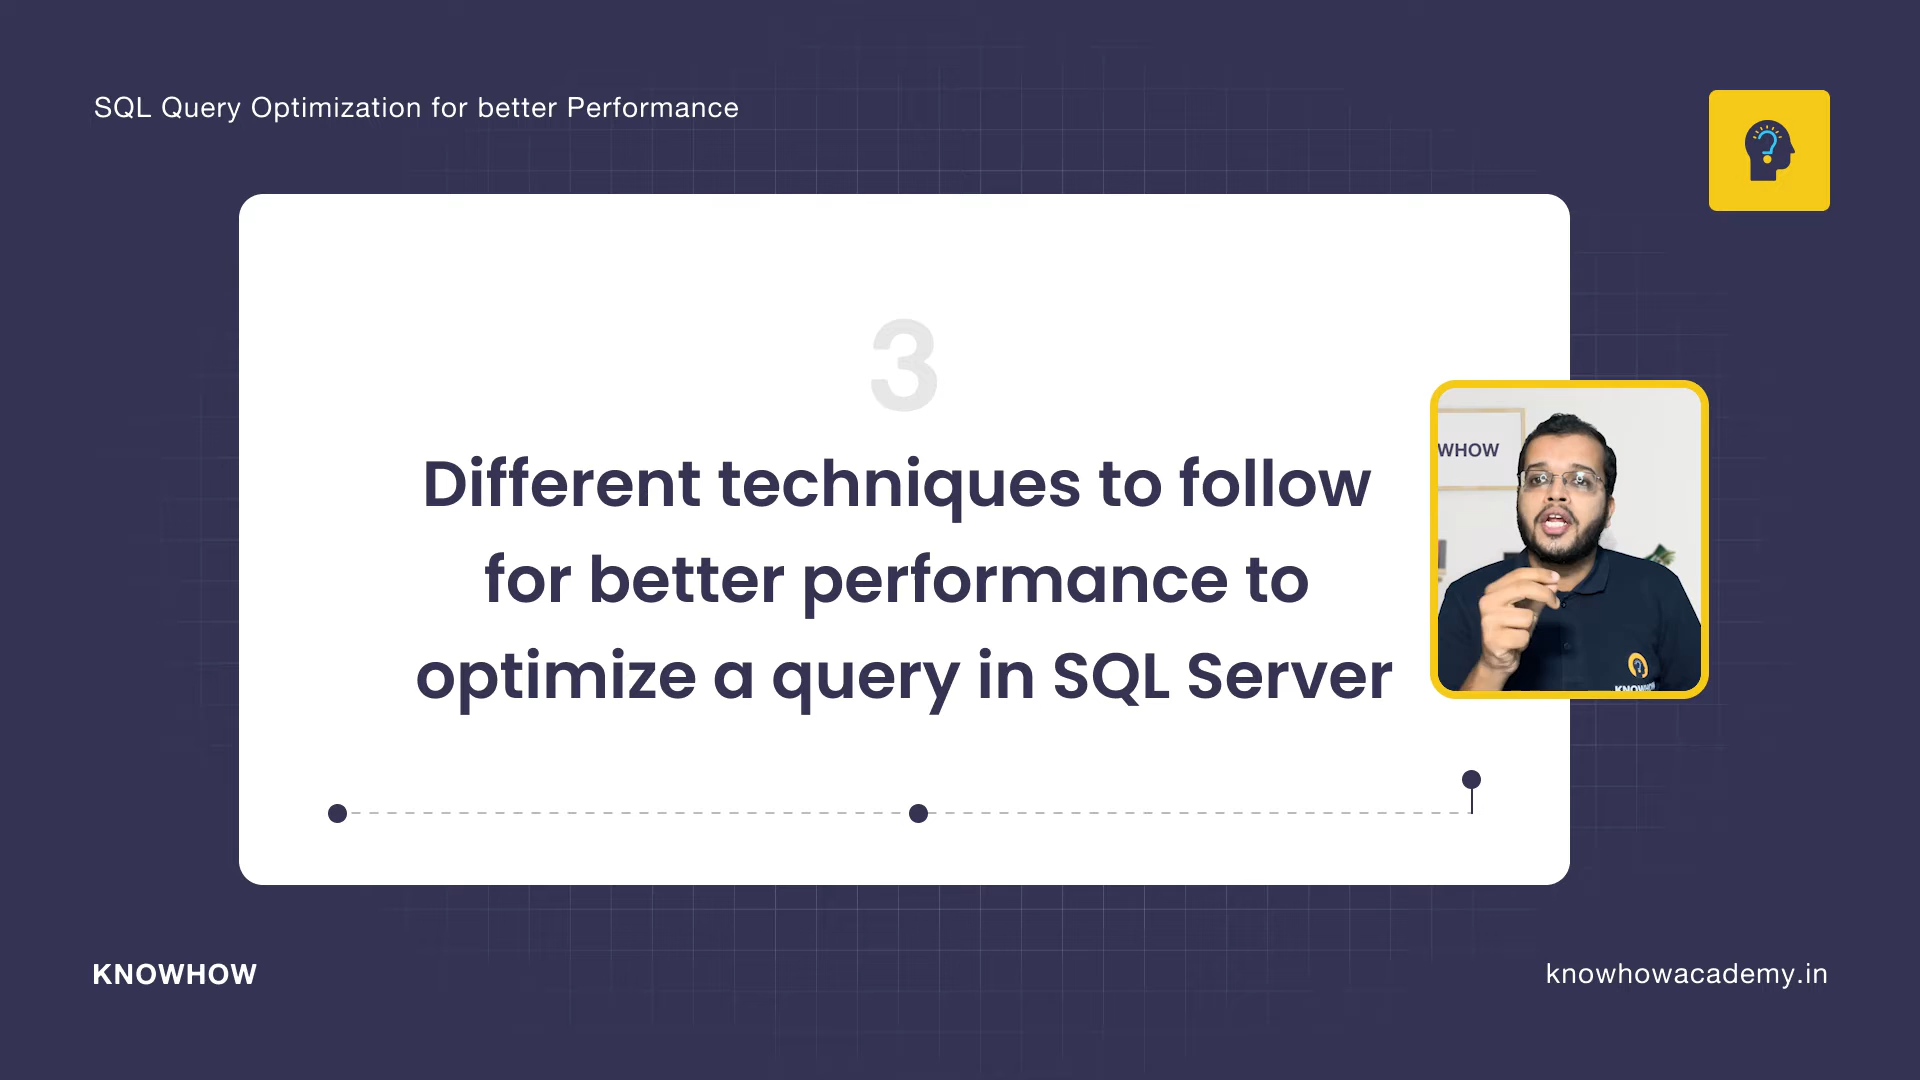 SQL Query Optimization for better Performance
3
Different techniques to follow
for better performance to
optimize a query in SQL Server
WHOW
KNOWHOW
KNOWHOW
knowhowacademy.in